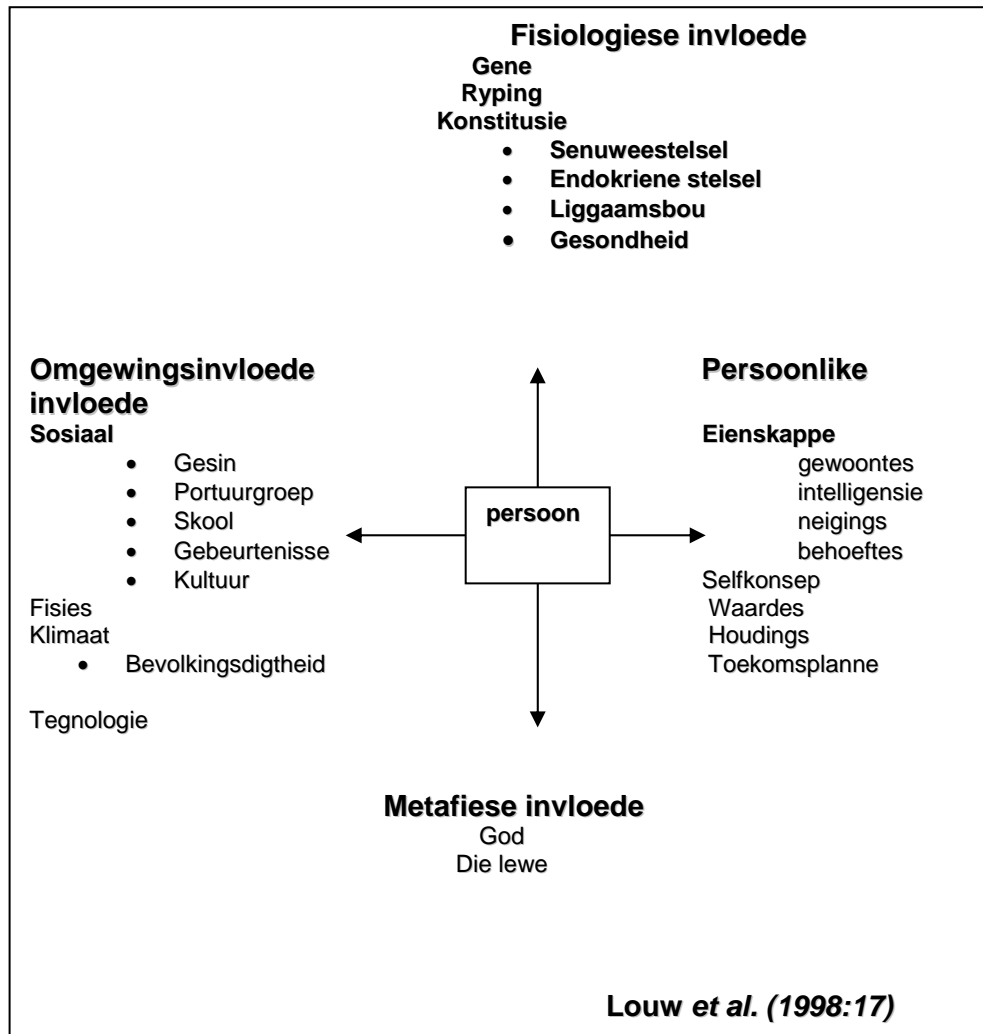 Fisiologiese invloede
Gene
Ryping
Konstitusie
• Senuweestelsel
• Endokriene stelsel
• Liggaamsbou
• Gesondheid
Omgewingsinvloede Persoonlike
invloede
Sosiaal
• Gesin
• Portuurgroep
• Skool
• Gebeurtenisse
• Kultuur
Fisies
Klimaat
• Bevolkingsdigtheid
Tegnologie
persoon
Eienskappe
gewoontes
intelligensie
neigings
behoeftes
Selfkonsep
Waardes
Houdings
Toekomsplanne
Metafiese invloede
God
Die lewe
Louw et al. (1998:17)